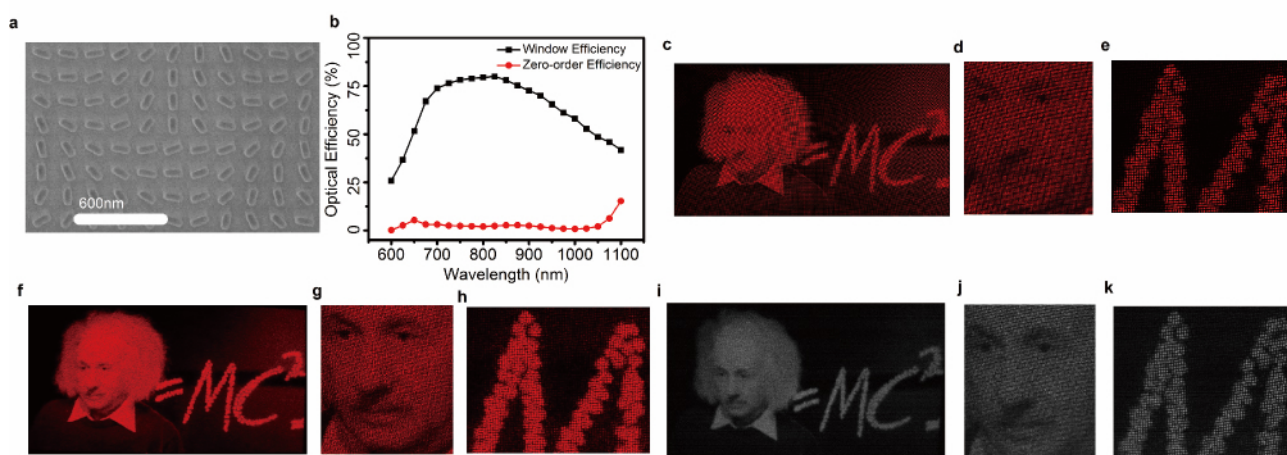 a
600nm
b
100
75
50
25
0
Optical Efficiency (%)
Window Efficiency
Zero-order Efficiency
600 700 800 900 1000 1100
Wavelength (nm)
c
=MC².
d
e
f
=MC².
g
h
i
=MC².
j
k